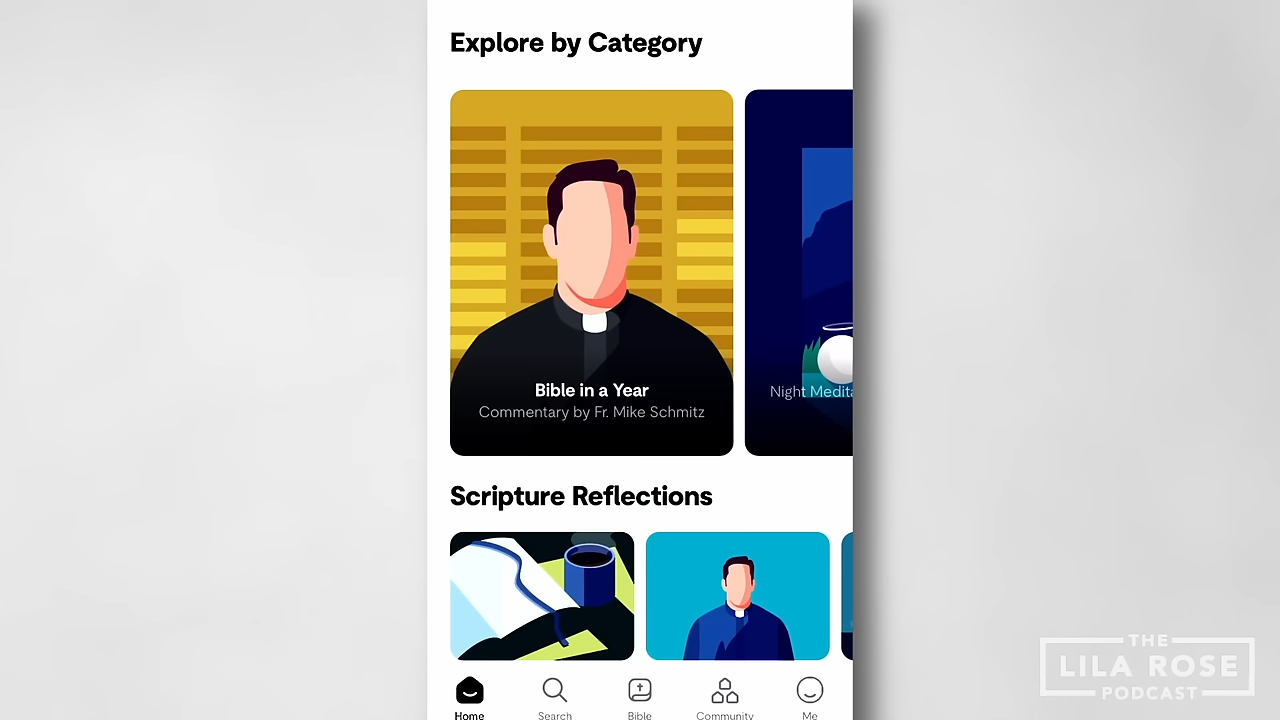 Explore by Category
Bible in a Year
Commentary by Fr. Mike Schmitz
Night Medita
Scripture Reflections
Home
Search
Bible
Community
Me
THE
LILA ROSE
PODCAST